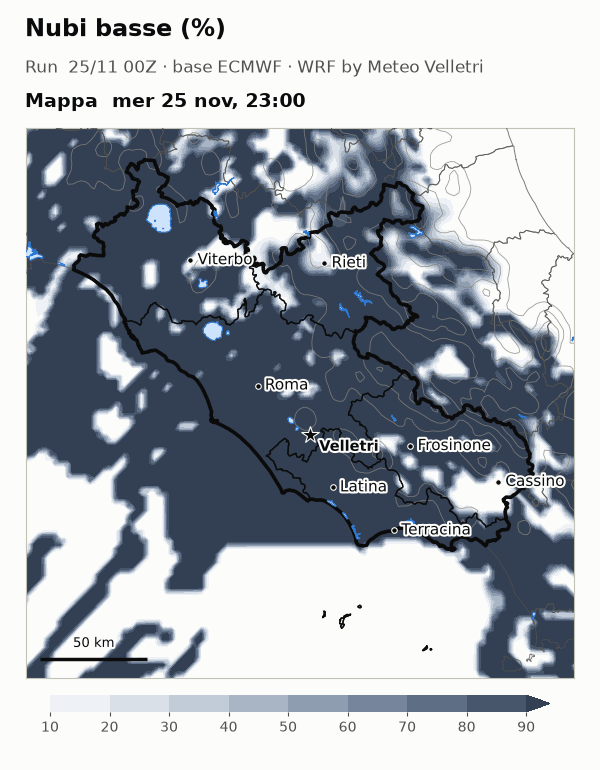 Nubi basse (%)
Run  25/11 00Z · base ECMWF · WRF by Meteo Velletri
Mappa  mer 25 nov, 23:00
Viterbo
Rieti
Roma
Velletri
Frosinone
Cassino
Latina
Terracina
50 km
10 20 30 40 50 60 70 80 90